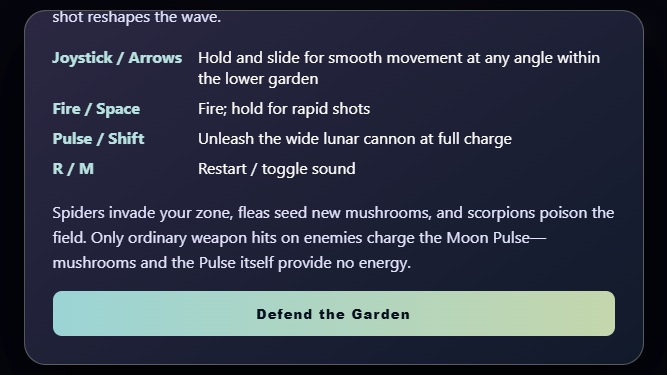 shot reshapes the wave.
Joystick / Arrows Hold and slide for smooth movement at any angle within
the lower garden
Fire / Space Fire; hold for rapid shots
Pulse / Shift Unleash the wide lunar cannon at full charge
R / M Restart / toggle sound
Spiders invade your zone, fleas seed new mushrooms, and scorpions poison the
field. Only ordinary weapon hits on enemies charge the Moon Pulse—
mushrooms and the Pulse itself provide no energy.
Defend the Garden